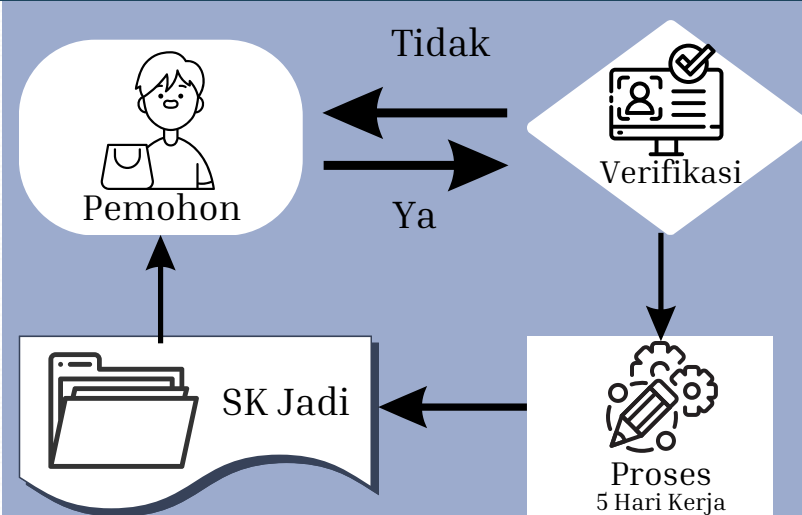 Tidak
Pemohon
Verifikasi
Ya
SK Jadi
Proses
5 Hari Kerja